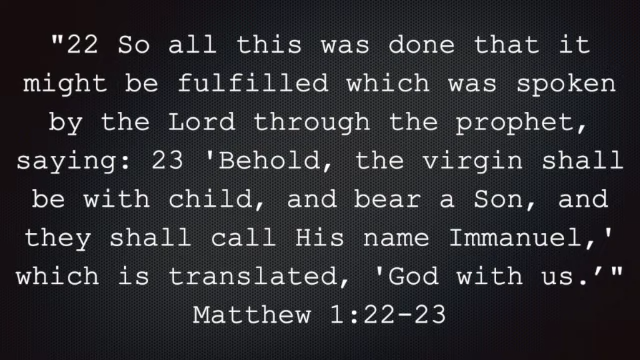 "22 So all this was done that it
might be fulfilled which was spoken
by the Lord through the prophet,
saying: 23 'Behold, the virgin shall
be with child, and bear a Son, and
they shall call His name Immanuel,'
which is translated, 'God with us.’"
Matthew 1:22-23